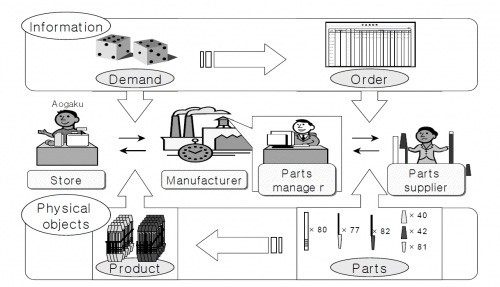 Information
Demand
Order
Aogaku
Store
Manufacturer
Parts
manager
Parts
supplier
Physical
objects
Product
× 80
× 77
× 82
× 40
× 42
× 81
Parts